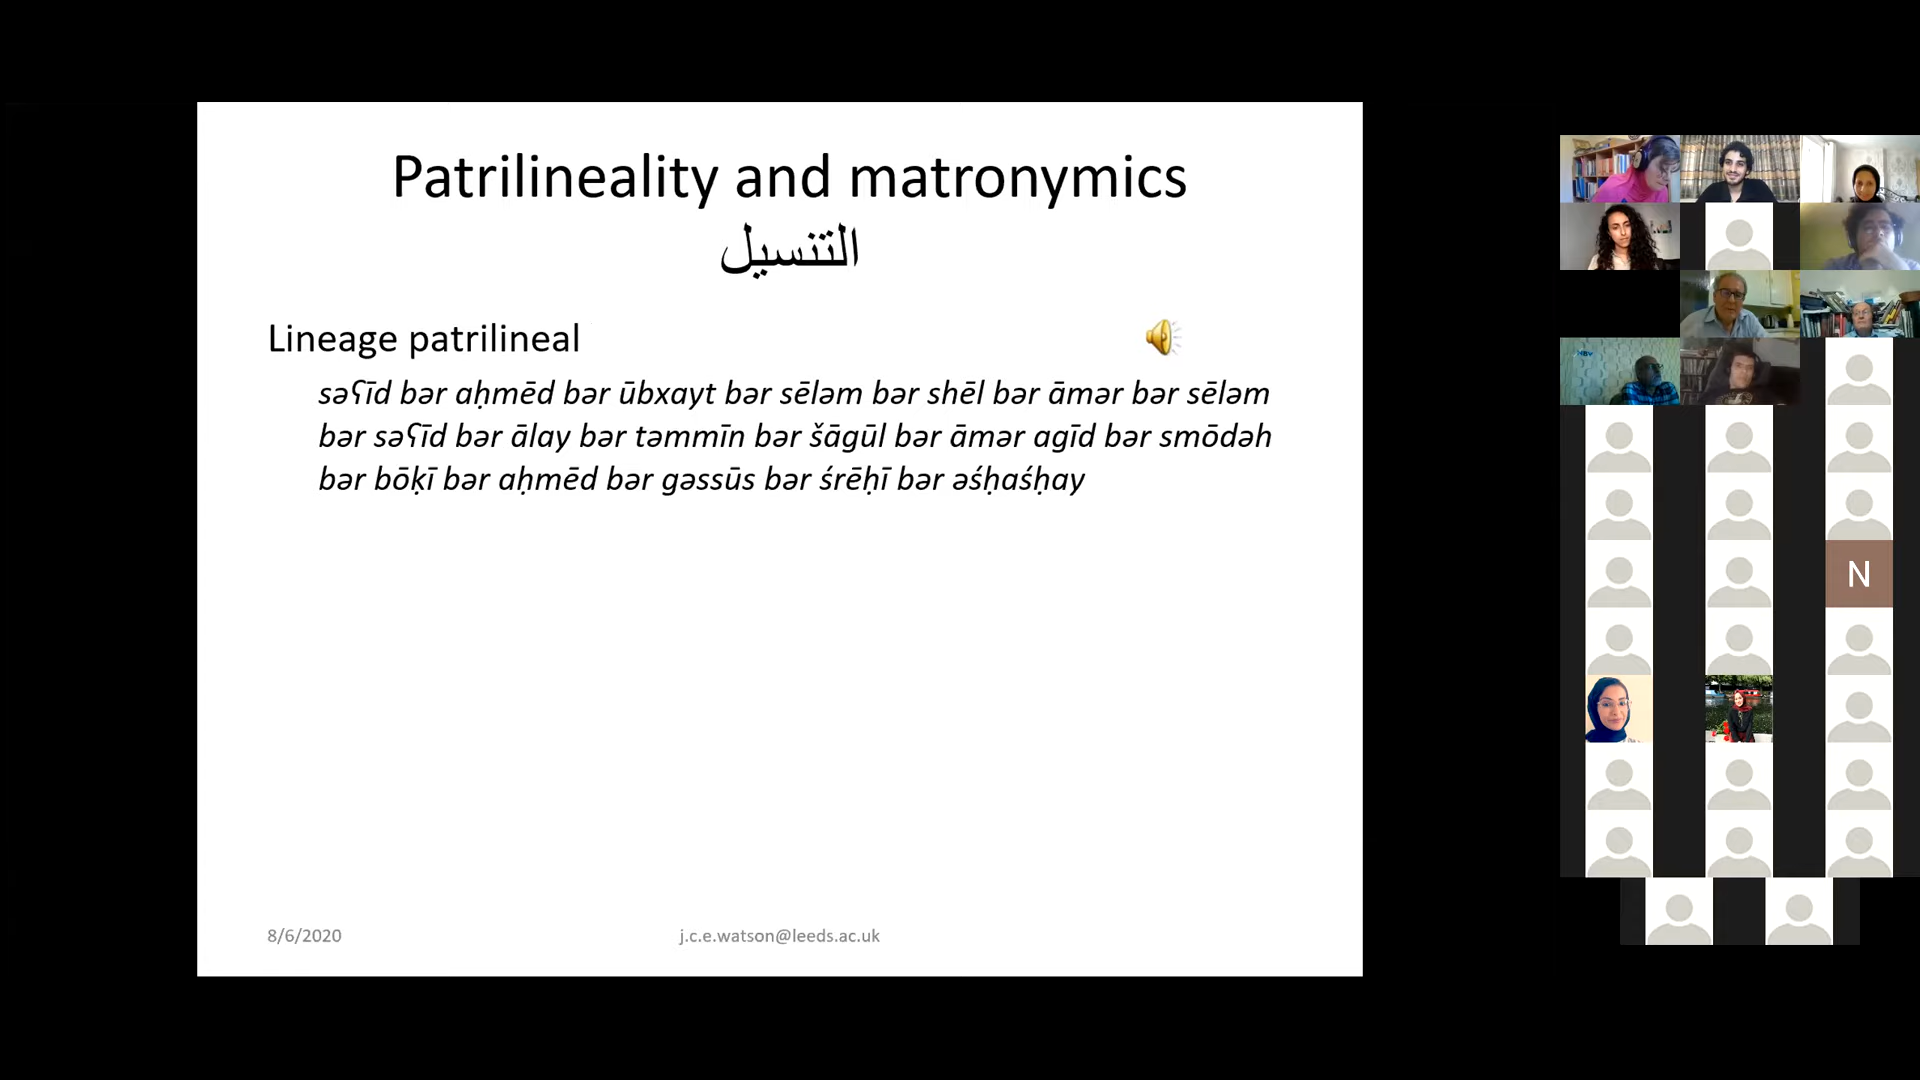 Patrilineality and matronymics
التنسيل
Lineage patrilineal
səʕīd bər aḥmēd bər ūbxayt bər sēləm bər shēl bər āmər bər sēləm
bər səʕīd bər ālay bər təmmīn bər šāgūl bər āmər agīd bər smōdəh
bər bōḳī bər aḥmēd bər gəssūs bər śrēḥī bər əśḥaśḥay
8/6/2020
j.c.e.watson@leeds.ac.uk
N